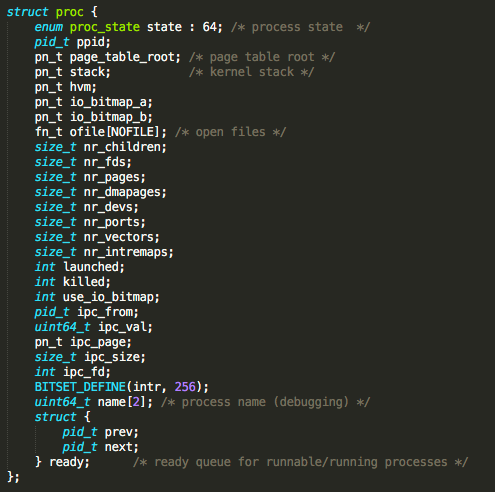 struct proc {
    enum proc_state state : 64; /* process state  */
    pid_t ppid;
    pn_t page_table_root; /* page table root */
    pn_t stack;           /* kernel stack */
    pn_t hvm;
    pn_t io_bitmap_a;
    pn_t io_bitmap_b;
    fn_t ofile[NOFILE]; /* open files */
    size_t nr_children;
    size_t nr_fds;
    size_t nr_pages;
    size_t nr_dmapages;
    size_t nr_devs;
    size_t nr_ports;
    size_t nr_vectors;
    size_t nr_intremaps;
    int launched;
    int killed;
    int use_io_bitmap;
    pid_t ipc_from;
    uint64_t ipc_val;
    pn_t ipc_page;
    size_t ipc_size;
    int ipc_fd;
    BITSET_DEFINE(intr, 256);
    uint64_t name[2]; /* process name (debugging) */
    struct {
        pid_t prev;
        pid_t next;
    } ready;      /* ready queue for runnable/running processes */
};